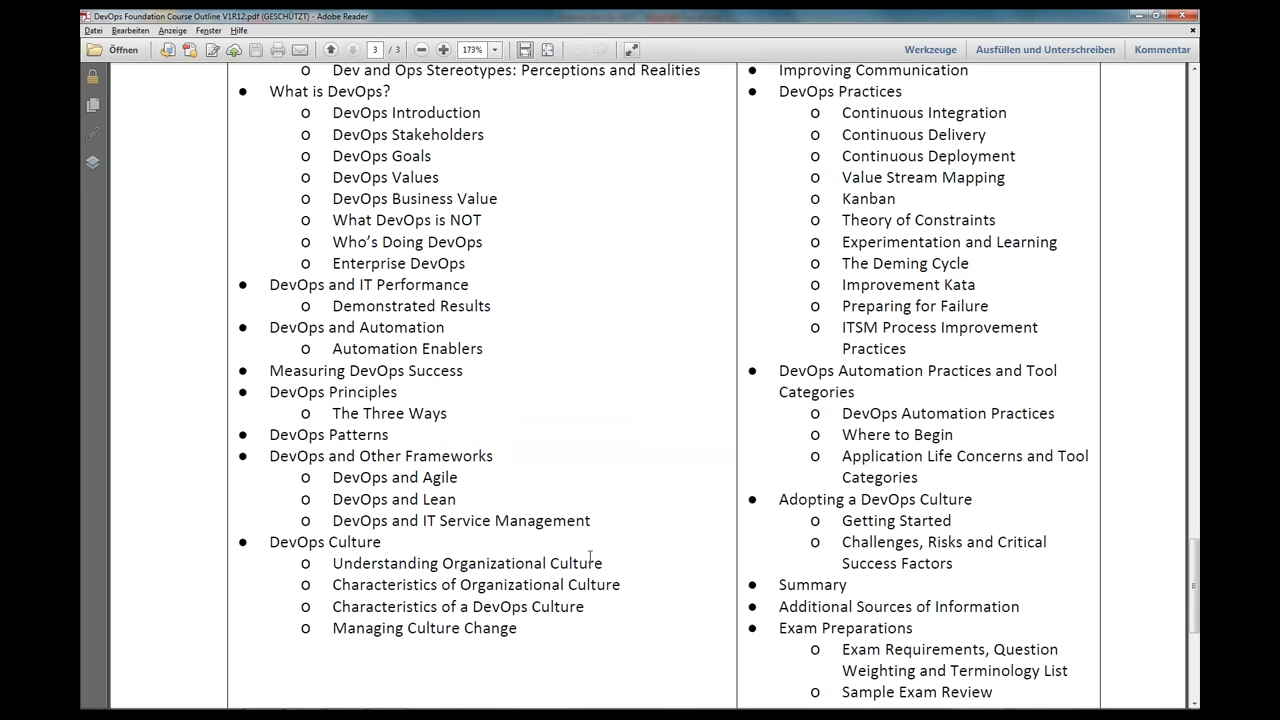 DevOps Foundation Course Outline V1R12.pdf (GESCHÜTZT) - Adobe Reader
Datei Bearbeiten Anzeige Fenster Hilfe
Öffnen 3 / 3 173% Werkzeuge Ausfüllen und Unterschreiben Kommentar
o Dev and Ops Stereotypes: Perceptions and Realities
● What is DevOps?
o DevOps Introduction
o DevOps Stakeholders
o DevOps Goals
o DevOps Values
o DevOps Business Value
o What DevOps is NOT
o Who's Doing DevOps
o Enterprise DevOps
● DevOps and IT Performance
o Demonstrated Results
● DevOps and Automation
o Automation Enablers
● Measuring DevOps Success
● DevOps Principles
o The Three Ways
● DevOps Patterns
● DevOps and Other Frameworks
o DevOps and Agile
o DevOps and Lean
o DevOps and IT Service Management
● DevOps Culture
o Understanding Organizational Culture
o Characteristics of Organizational Culture
o Characteristics of a DevOps Culture
o Managing Culture Change
● Improving Communication
● DevOps Practices
o Continuous Integration
o Continuous Delivery
o Continuous Deployment
o Value Stream Mapping
o Kanban
o Theory of Constraints
o Experimentation and Learning
o The Deming Cycle
o Improvement Kata
o Preparing for Failure
o ITSM Process Improvement
Practices
● DevOps Automation Practices and Tool
Categories
o DevOps Automation Practices
o Where to Begin
o Application Life Concerns and Tool
Categories
● Adopting a DevOps Culture
o Getting Started
o Challenges, Risks and Critical
Success Factors
● Summary
● Additional Sources of Information
● Exam Preparations
o Exam Requirements, Question
Weighting and Terminology List
o Sample Exam Review